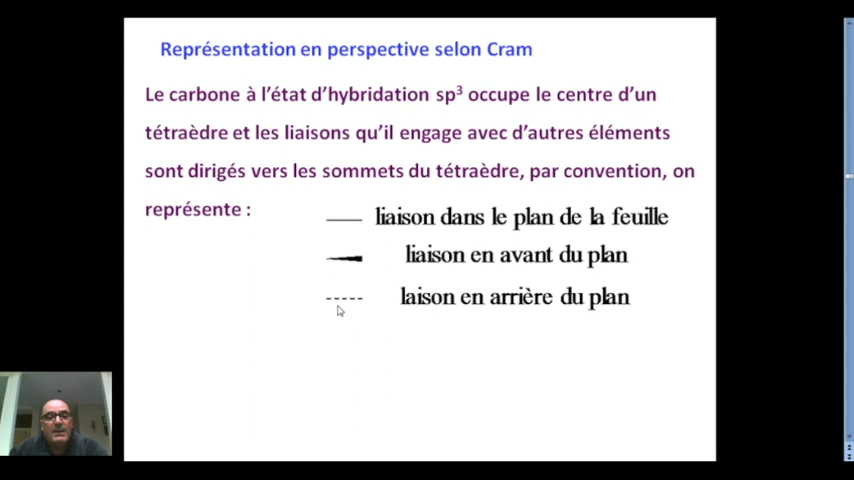 Représentation en perspective selon Cram
Le carbone à l'état d'hybridation sp³ occupe le centre d'un
tétraèdre et les liaisons qu'il engage avec d'autres éléments
sont dirigés vers les sommets du tétraèdre, par convention, on
représente :
liaison dans le plan de la feuille
liaison en avant du plan
laison en arrière du plan